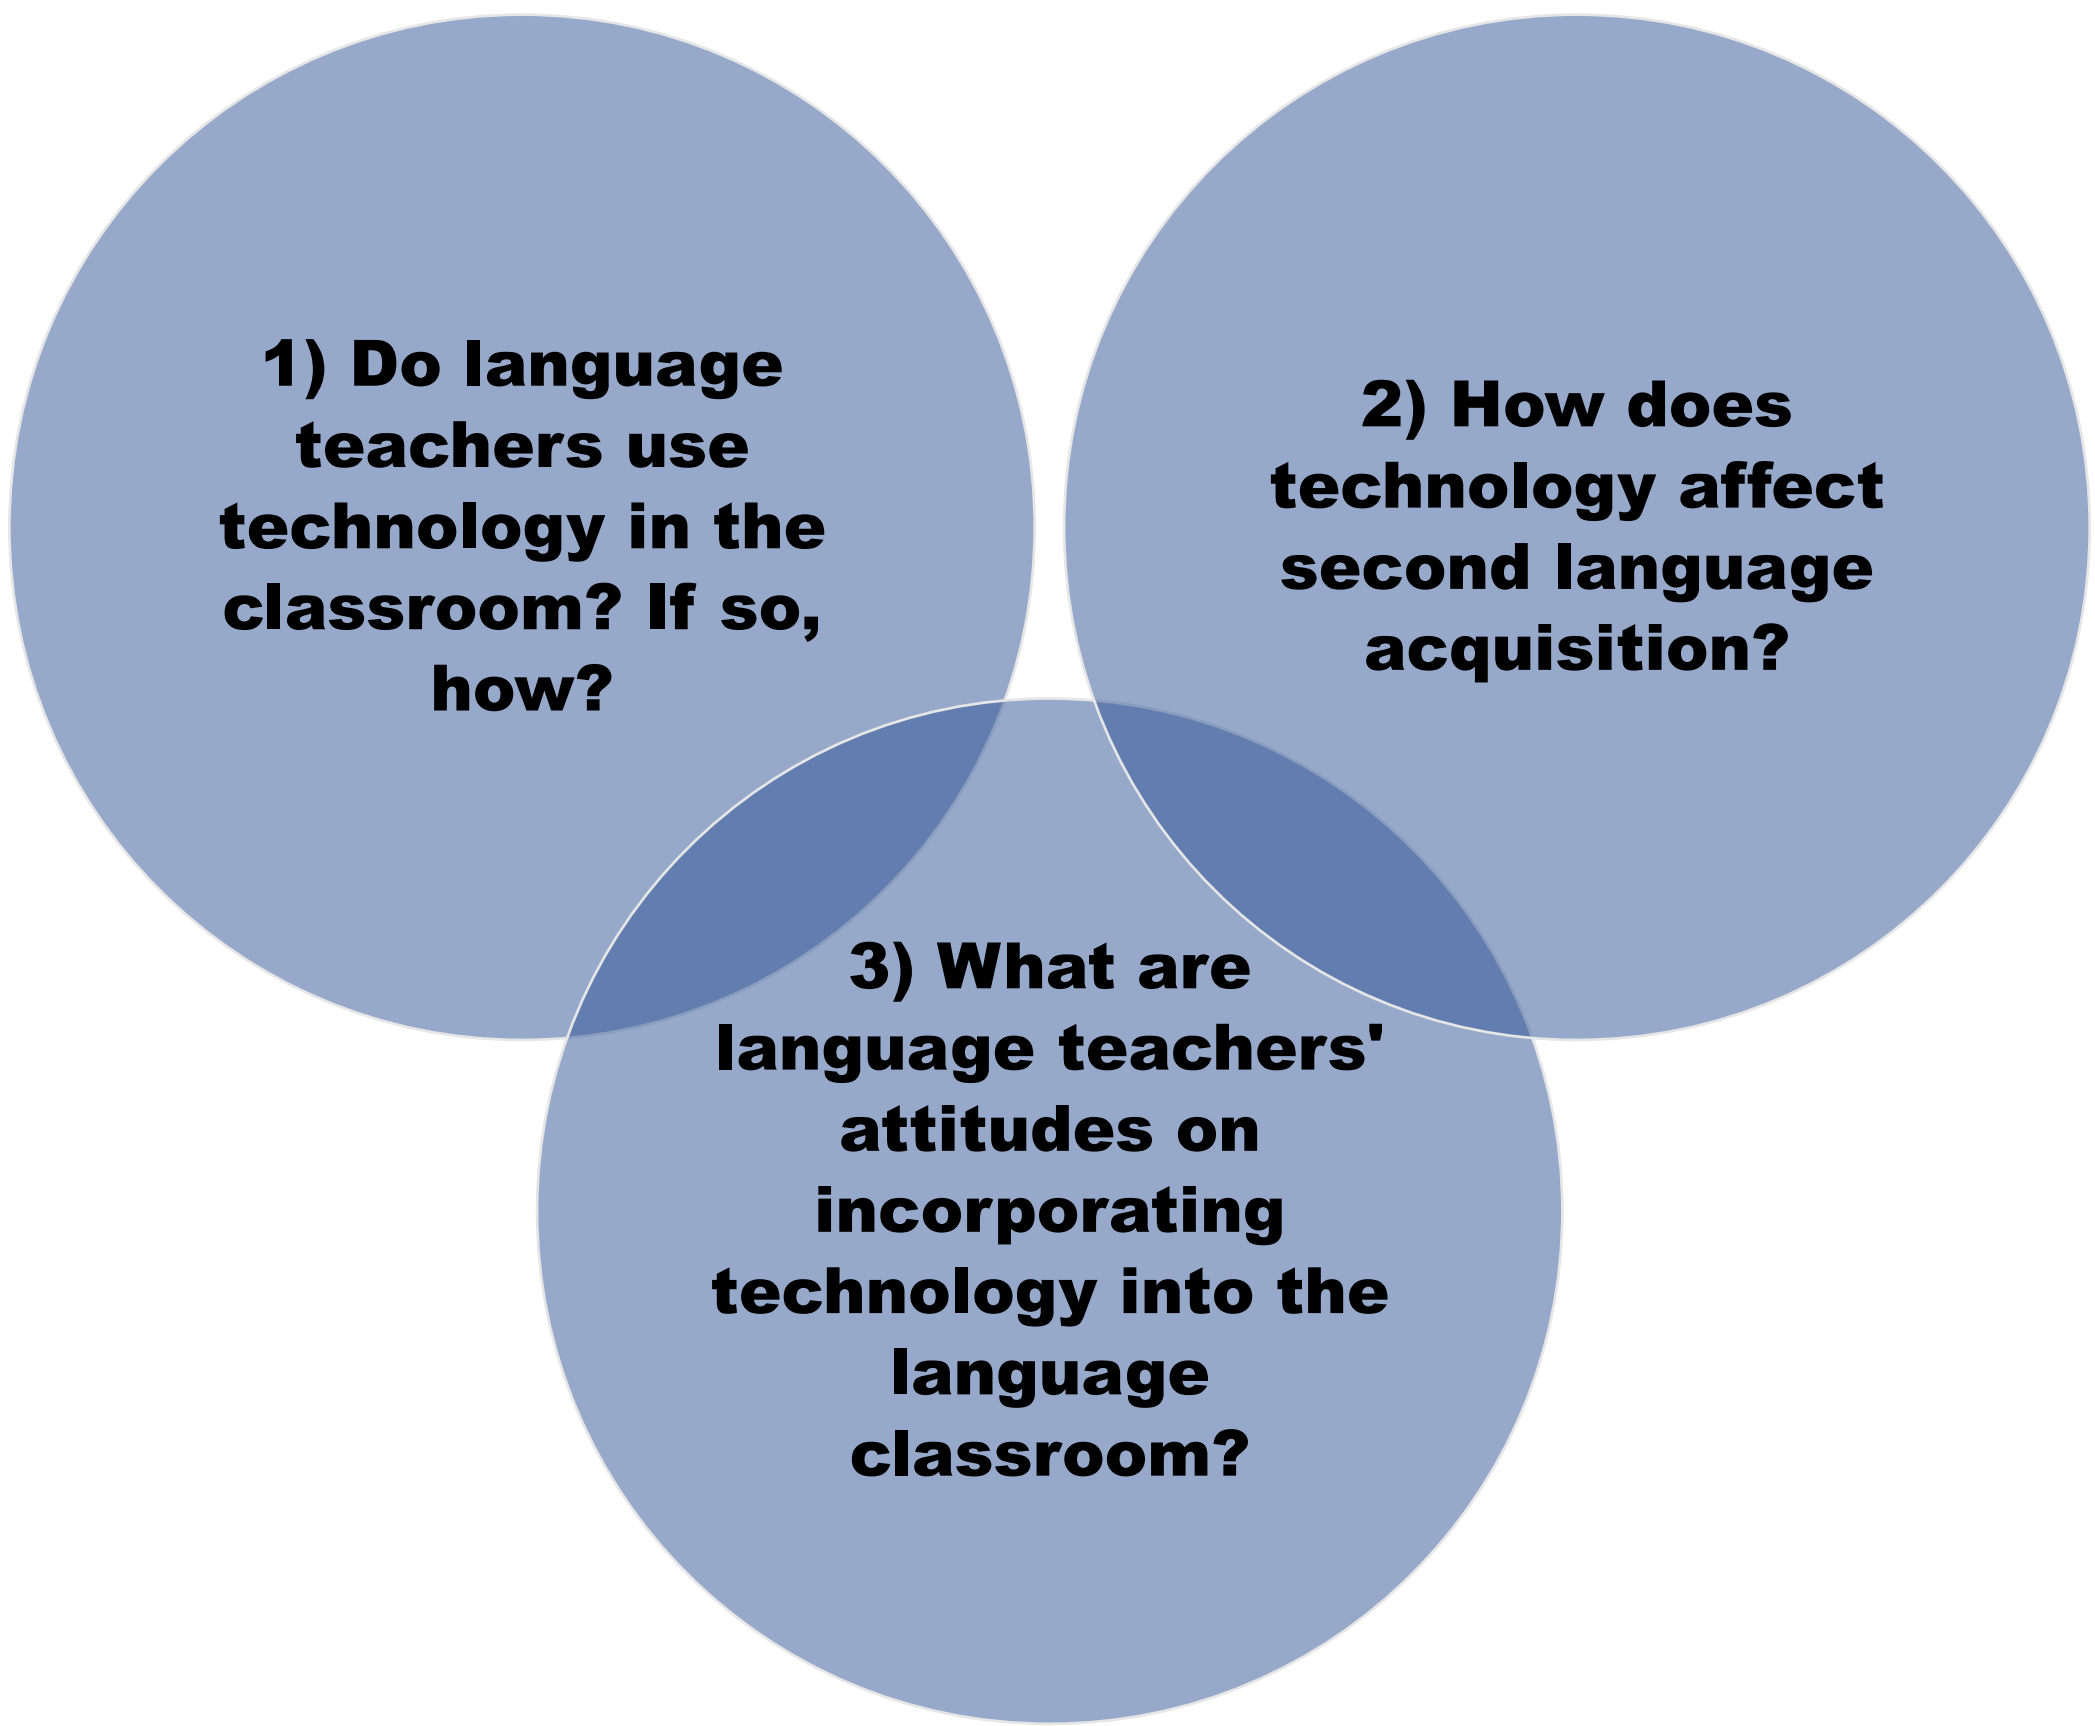 1) Do language
teachers use
technology in the
classroom? If so,
how?
2) How does
technology affect
second language
acquisition?
3) What are
language teachers'
attitudes on
incorporating
technology into the
language
classroom?